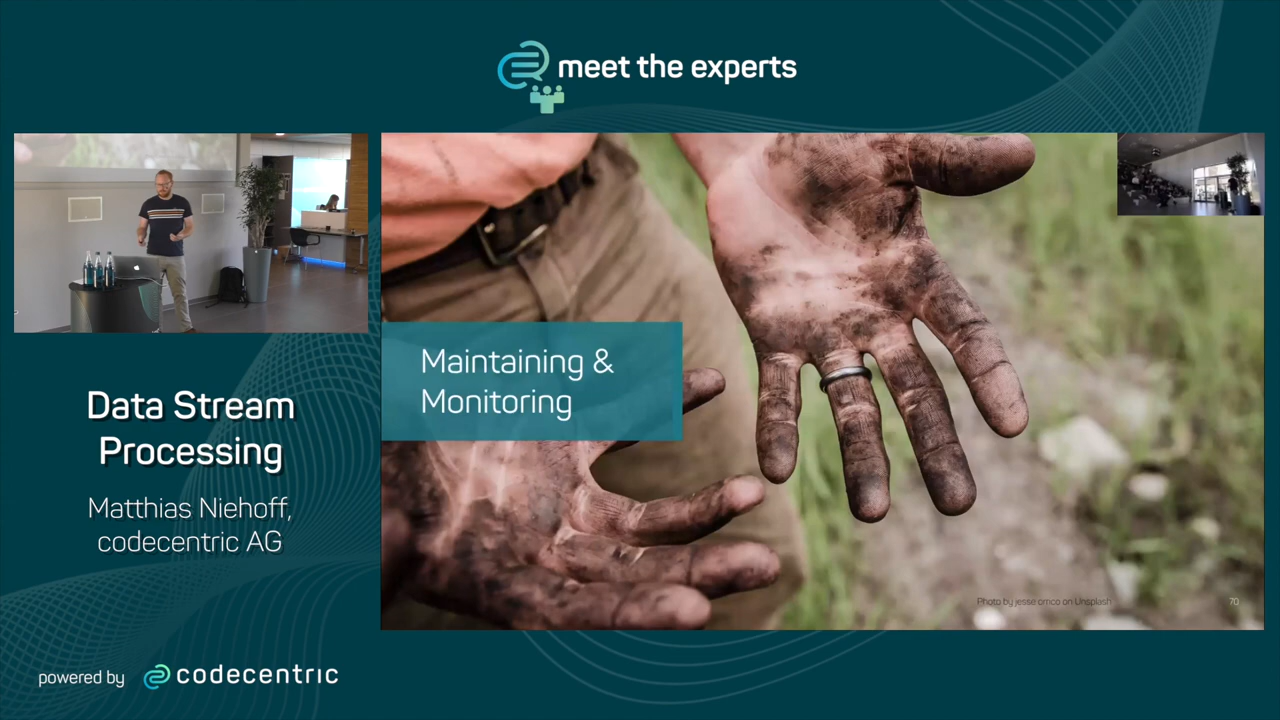 meet the experts
Maintaining &
Monitoring
Data Stream
Processing
Matthias Niehoff,
codecentric AG
Photo by jesse orrico on Unsplash
70
powered by
codecentric